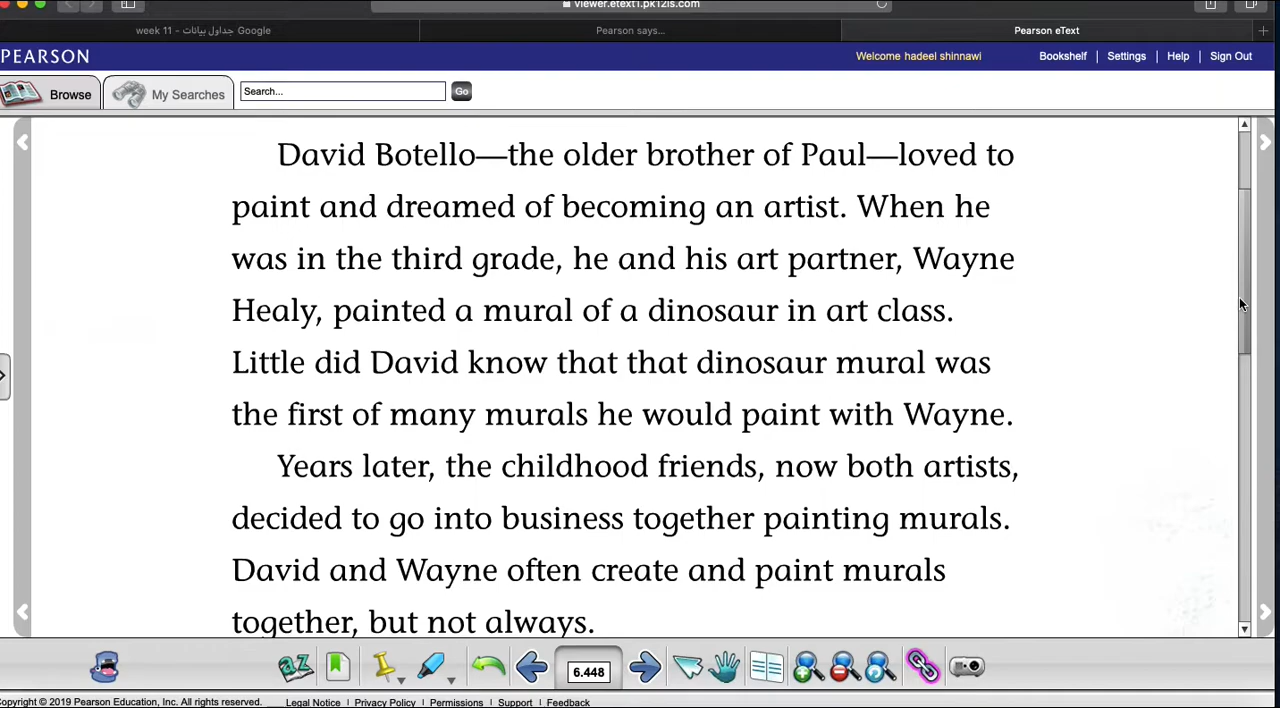 viewer.etext1.pk12ls.com
week 11 - جداول بيانات Google
Pearson says...
Pearson eText
PEARSON
Welcome hadeel shinnawi
Bookshelf | Settings | Help | Sign Out
Browse
My Searches
Search...
Go
David Botello—the older brother of Paul—loved to
paint and dreamed of becoming an artist. When he
was in the third grade, he and his art partner, Wayne
Healy, painted a mural of a dinosaur in art class.
Little did David know that that dinosaur mural was
the first of many murals he would paint with Wayne.
Years later, the childhood friends, now both artists,
decided to go into business together painting murals.
David and Wayne often create and paint murals
together, but not always.
aZ
6.448
opyright © 2019 Pearson Education, Inc. All rights reserved.
Legal Notice | Privacy Policy | Permissions | Support | Feedback